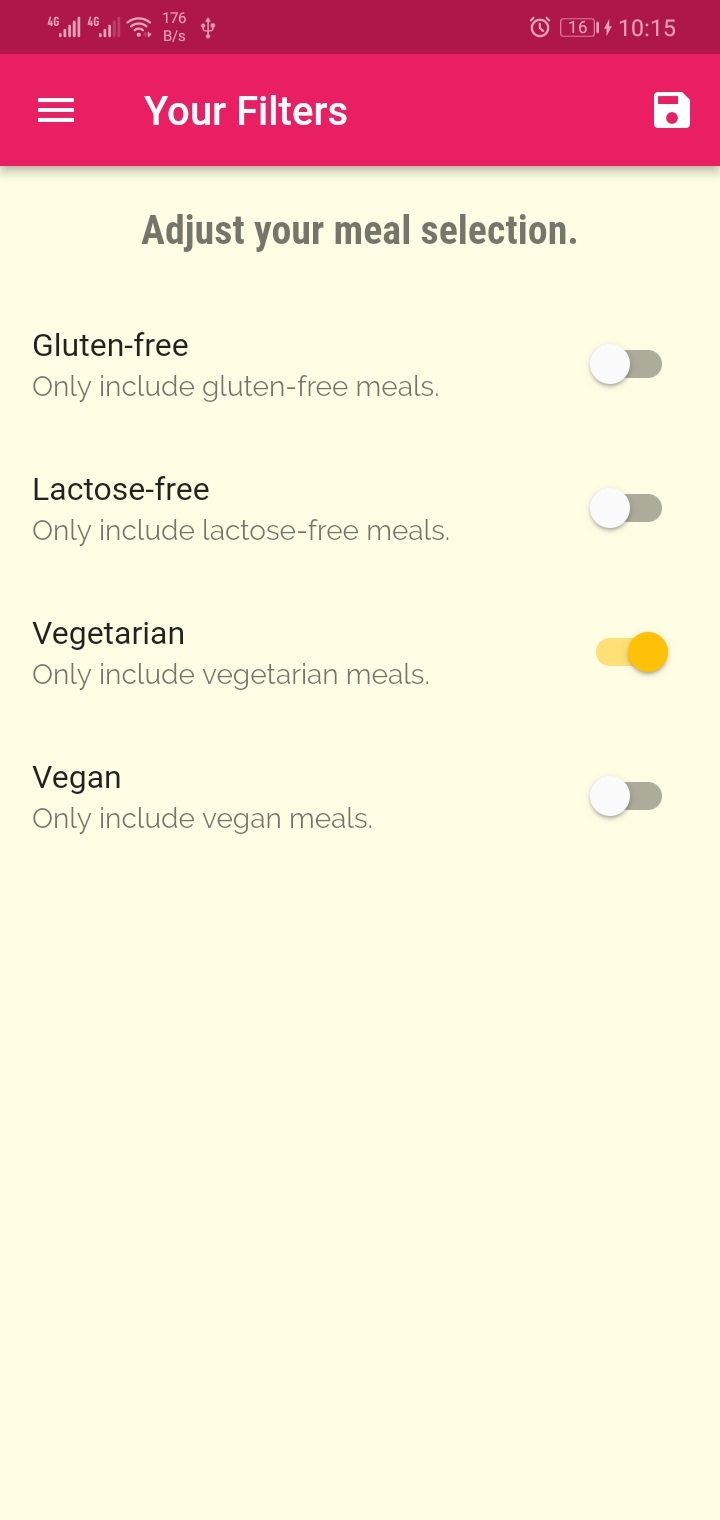 4G 4G 176 B/s 16 10:15
Your Filters
Adjust your meal selection.
Gluten-free
Only include gluten-free meals.
Lactose-free
Only include lactose-free meals.
Vegetarian
Only include vegetarian meals.
Vegan
Only include vegan meals.